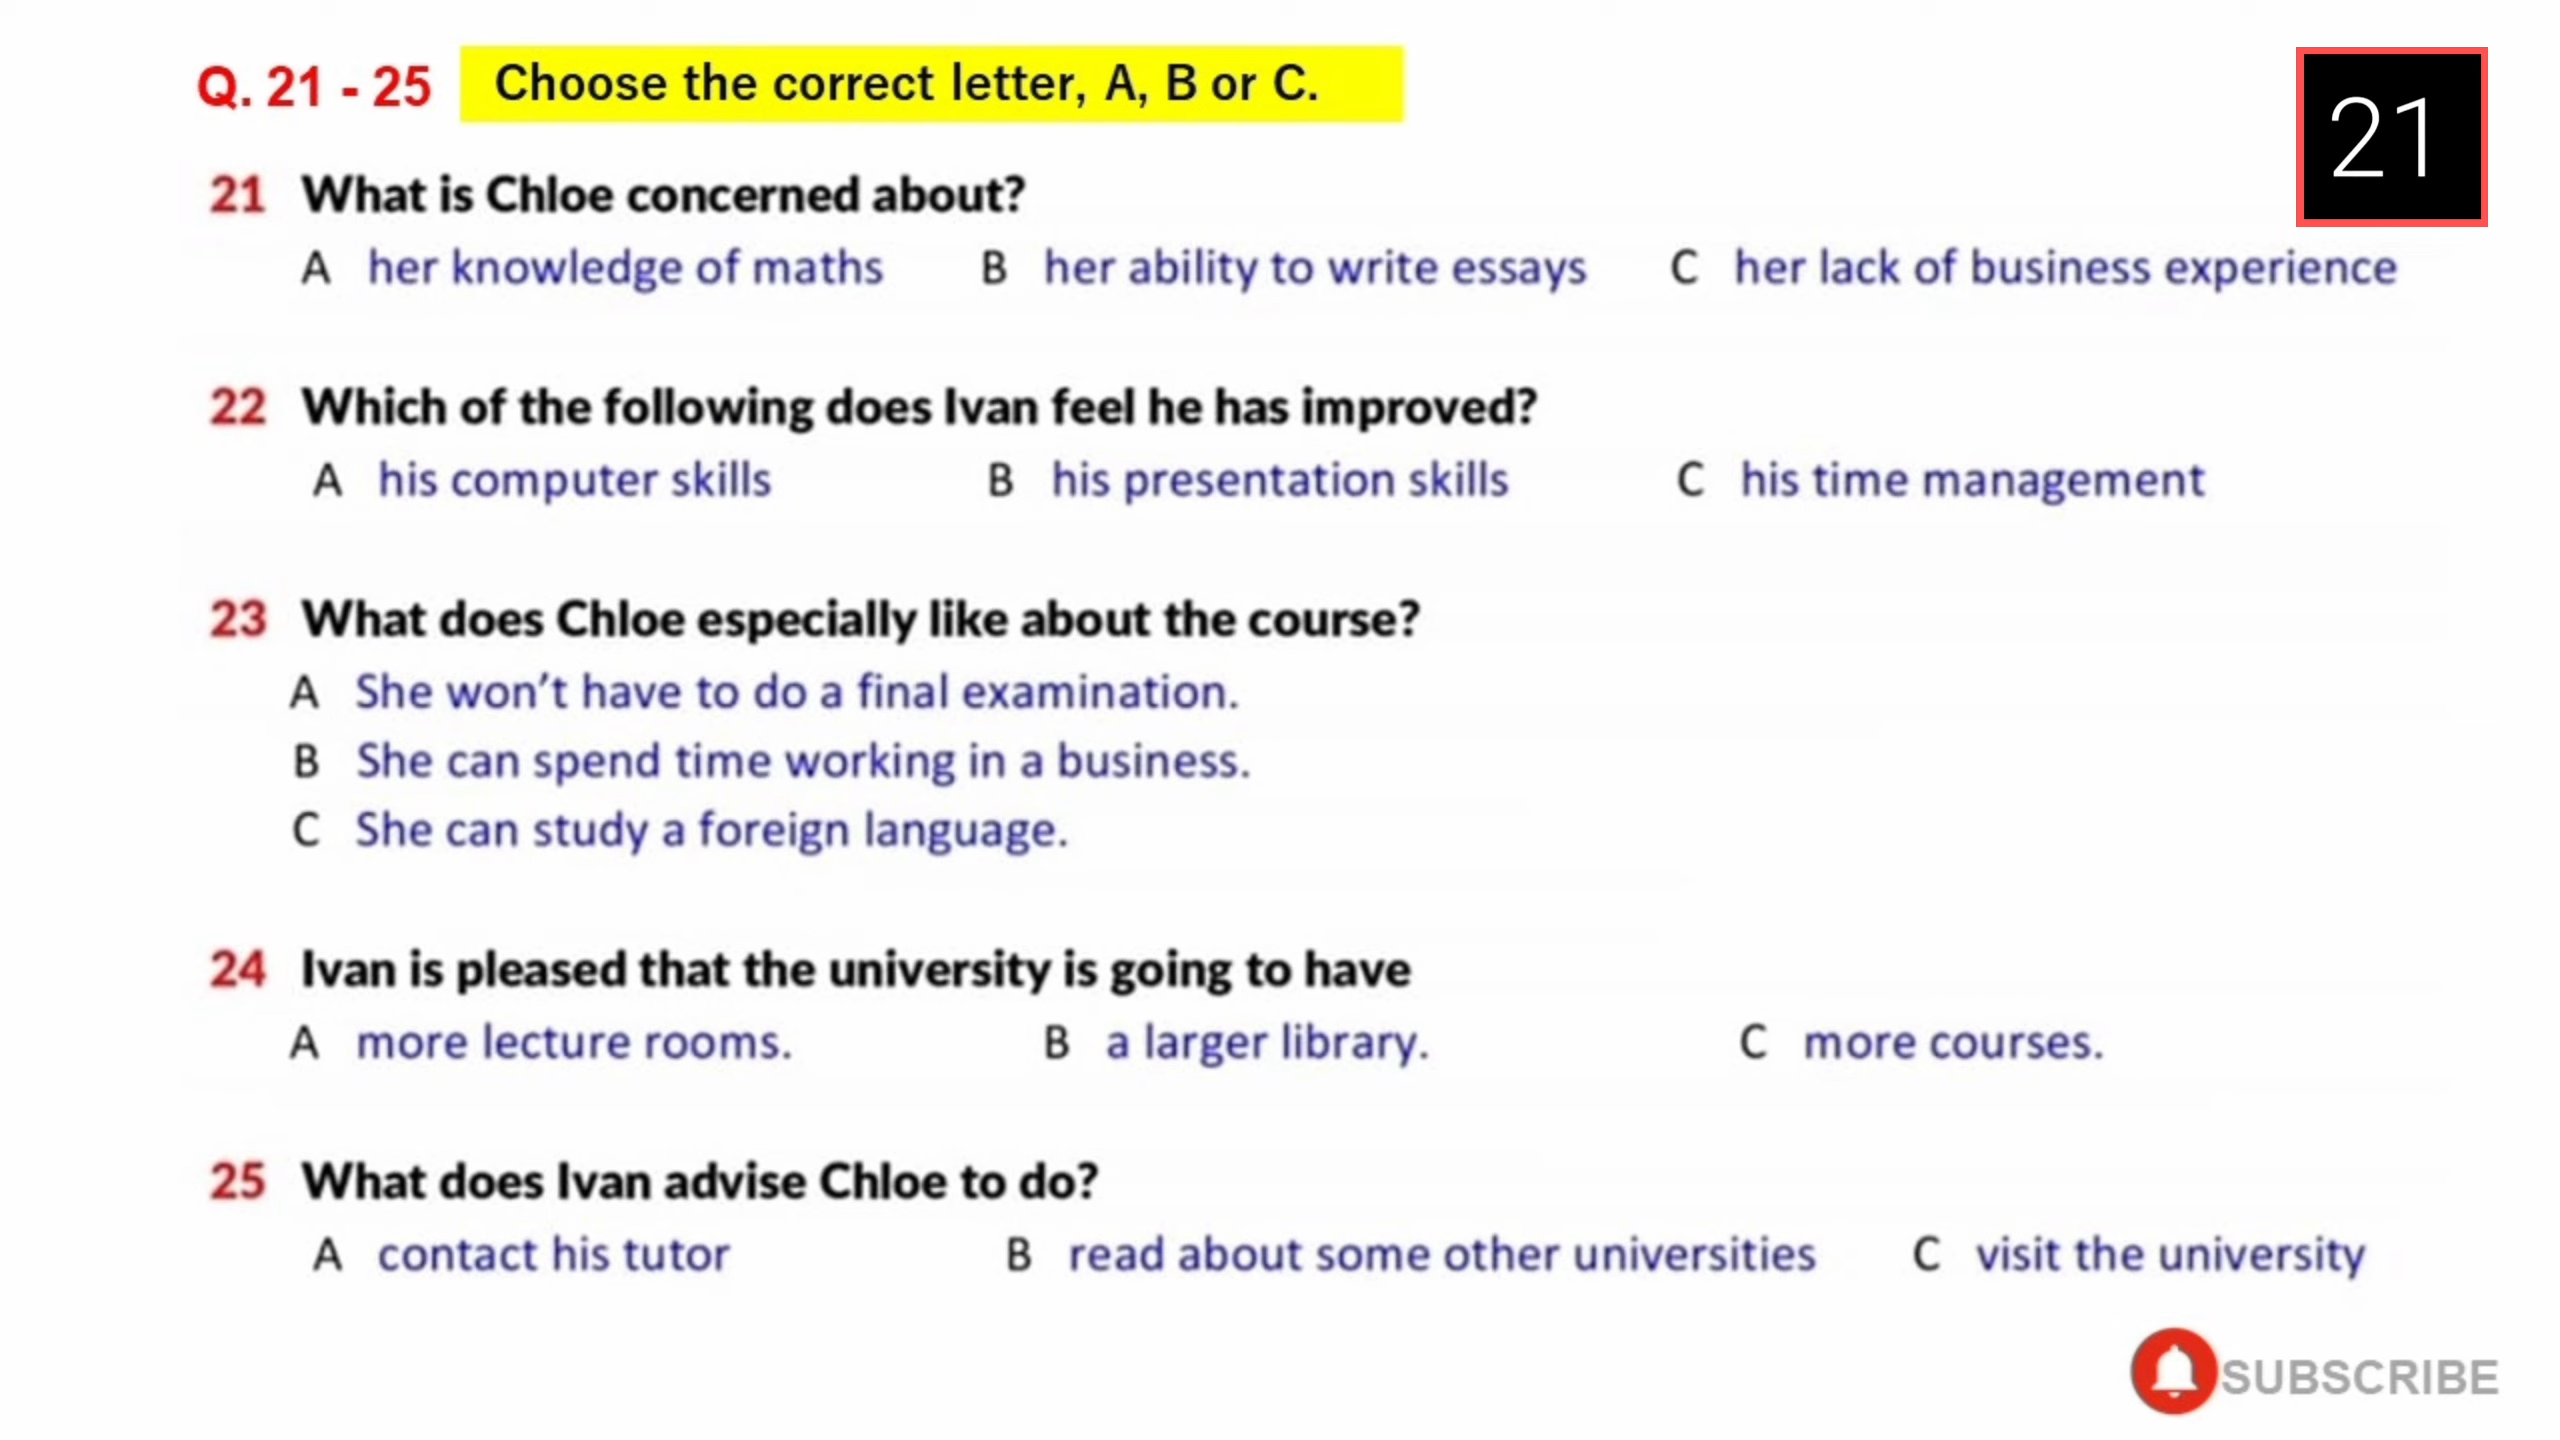 Q. 21 - 25 Choose the correct letter, A, B or C.
21
21 What is Chloe concerned about?
A her knowledge of maths B her ability to write essays C her lack of business experience
22 Which of the following does Ivan feel he has improved?
A his computer skills B his presentation skills C his time management
23 What does Chloe especially like about the course?
A She won't have to do a final examination.
B She can spend time working in a business.
C She can study a foreign language.
24 Ivan is pleased that the university is going to have
A more lecture rooms. B a larger library. C more courses.
25 What does Ivan advise Chloe to do?
A contact his tutor B read about some other universities C visit the university
SUBSCRIBE